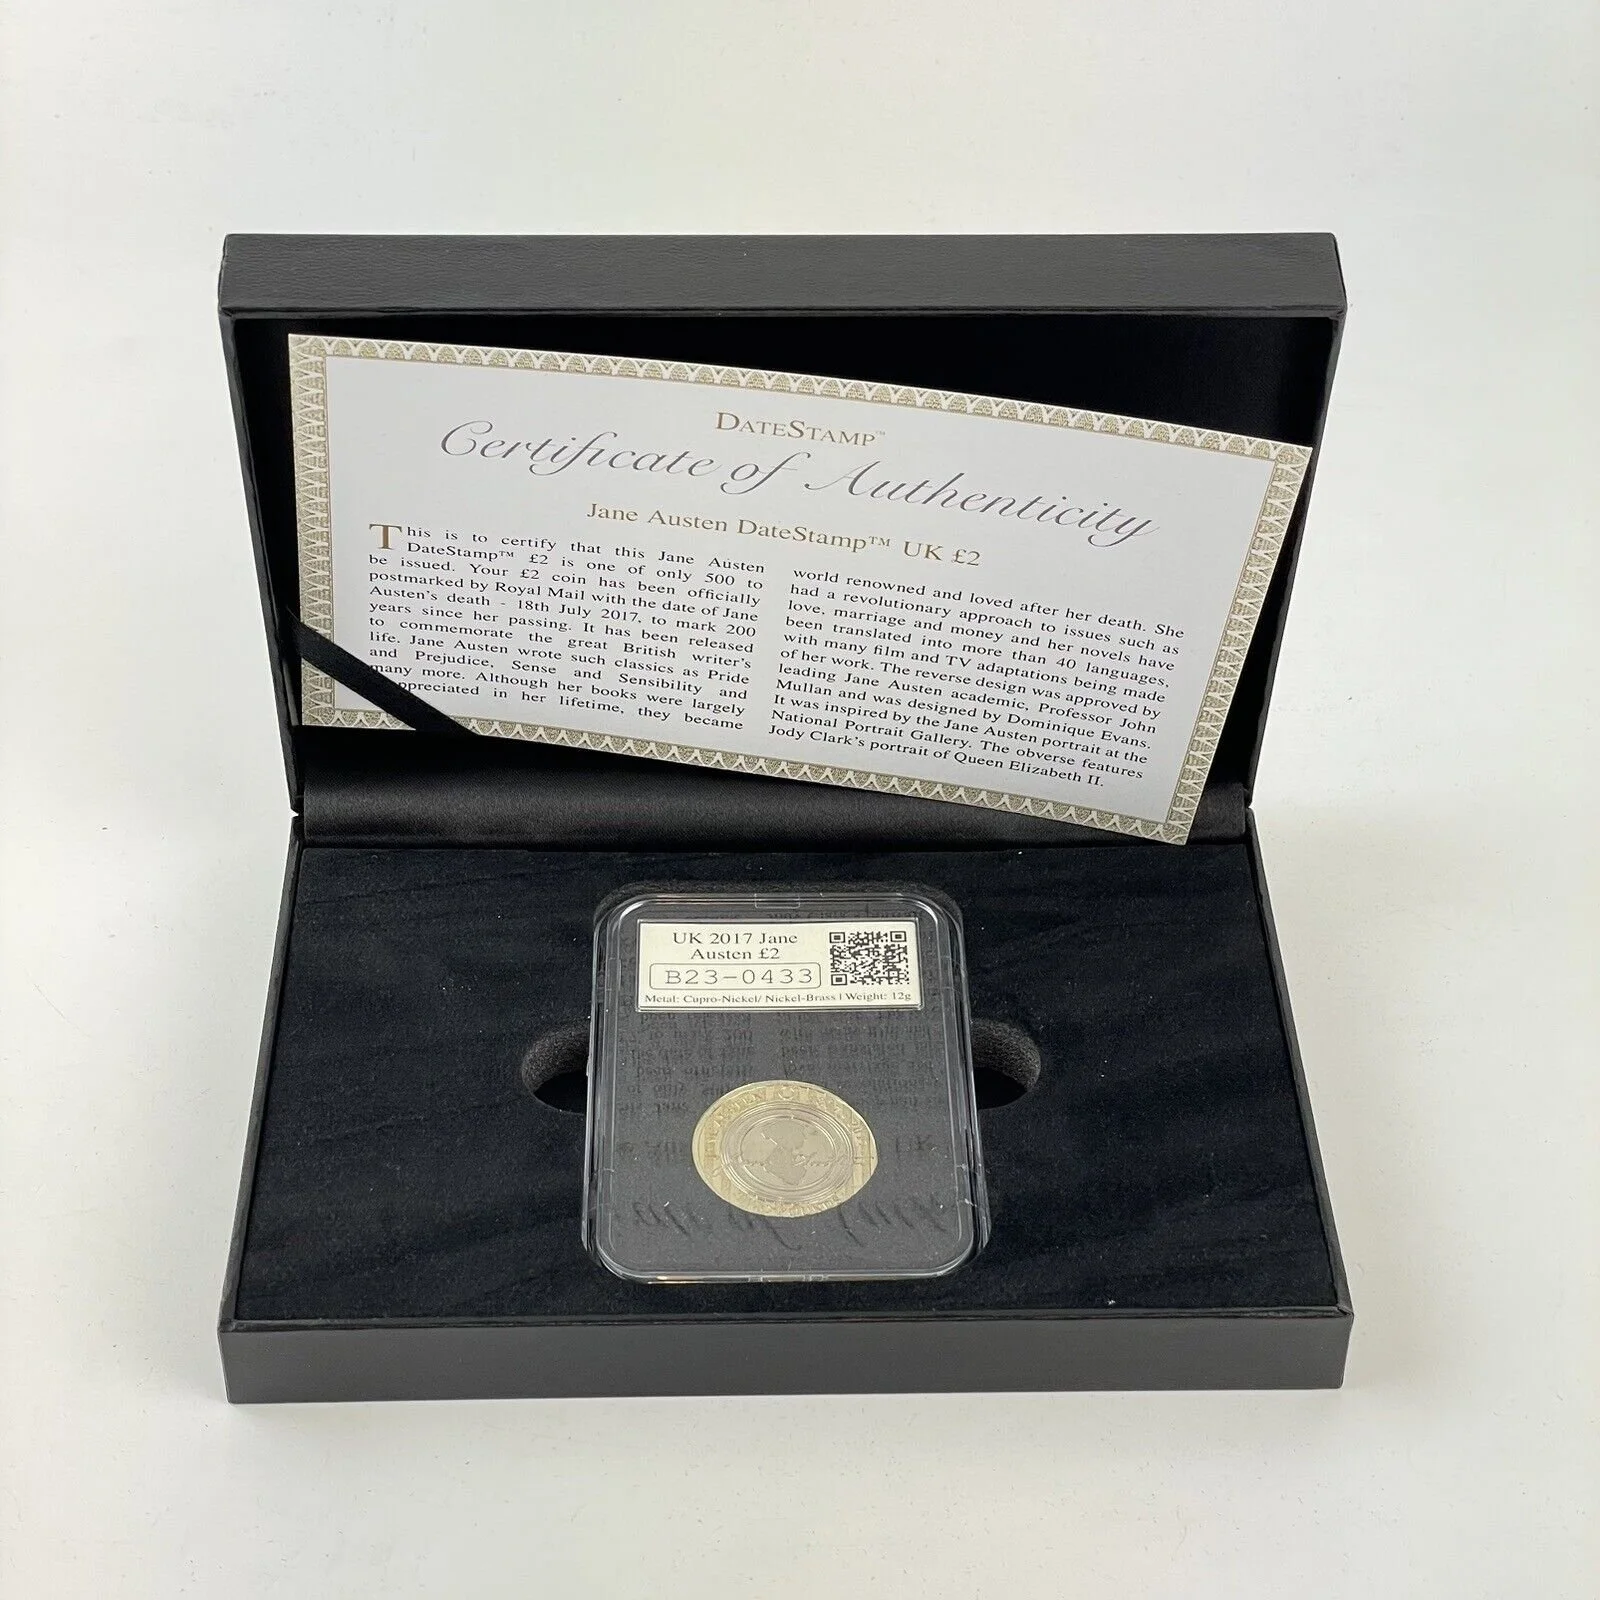 DATESTAMP™
Certificate of Authenticity
Jane Austen DateStamp™ UK £2
This is to certify that this Jane Austen
DateStamp™ £2 is one of only 500 to
be issued. Your £2 coin has been officially
postmarked by Royal Mail with the date of Jane
Austen's death - 18th July 2017, to mark 200
years since her passing. It has been released
to commemorate the great British writer's
life. Jane Austen wrote such classics as Pride
and Prejudice, Sense and Sensibility and
many more. Although her books were largely
ppreciated in her lifetime, they became
world renowned and loved after her death. She
had a revolutionary approach to issues such as
love, marriage and money and her novels have
been translated into more than 40 languages,
with many film and TV adaptations being made
of her work. The reverse design was approved by
leading Jane Austen academic, Professor John
Mullan and was designed by Dominique Evans.
It was inspired by the Jane Austen portrait at the
National Portrait Gallery. The obverse features
Jody Clark's portrait of Queen Elizabeth II.
UK 2017 Jane
Austen £2
B23-0433
Metal: Cupro-Nickel/ Nickel-Brass | Weight: 12g